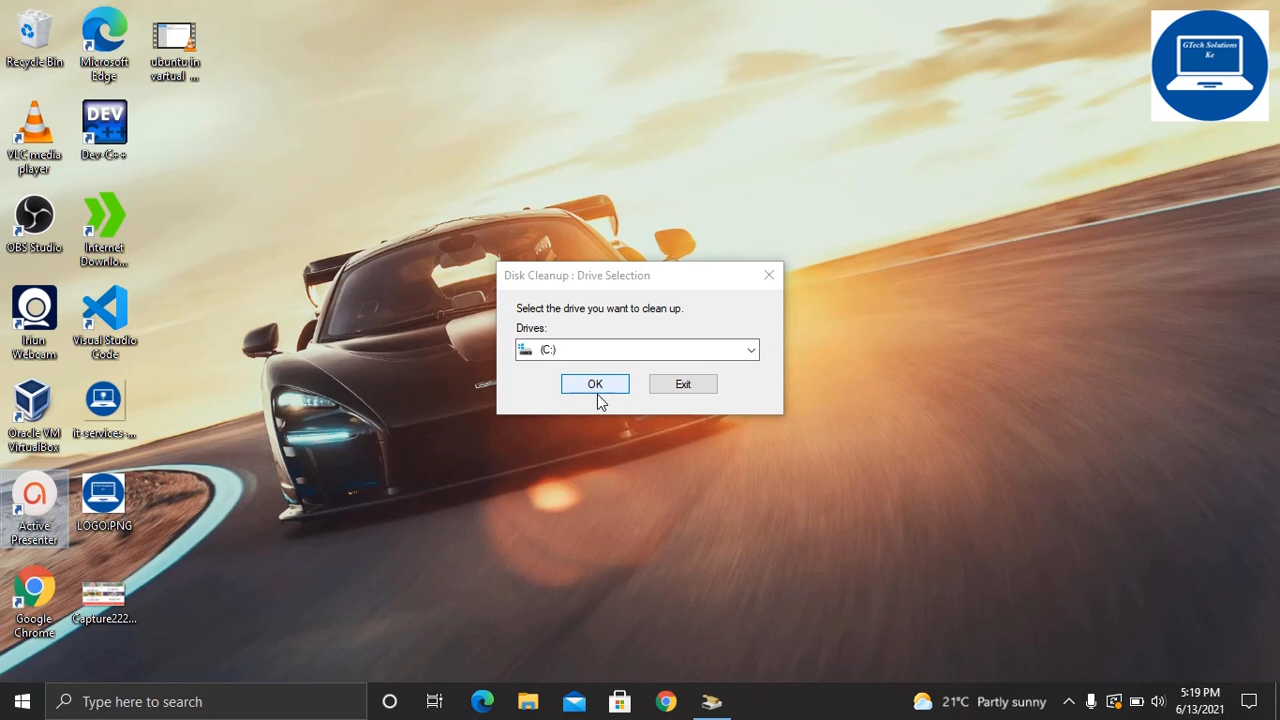 Recycle Bin
Microsoft
Edge
ubuntu in
vartual ...
GTech Solutions
Ke
VLC media
player
DEV
C++
Dev-C++
OBS Studio
Internet
Downlo...
Disk Cleanup : Drive Selection
Select the drive you want to clean up.
Drives:
(C:)
OK
Exit
Iriun
Webcam
Visual Studio
Code
Oracle VM
VirtualBox
it-services-...
Active
Presenter
LOGO.PNG
Google
Chrome
Capture222...
Type here to search
21°C Partly sunny
5:19 PM
6/13/2021